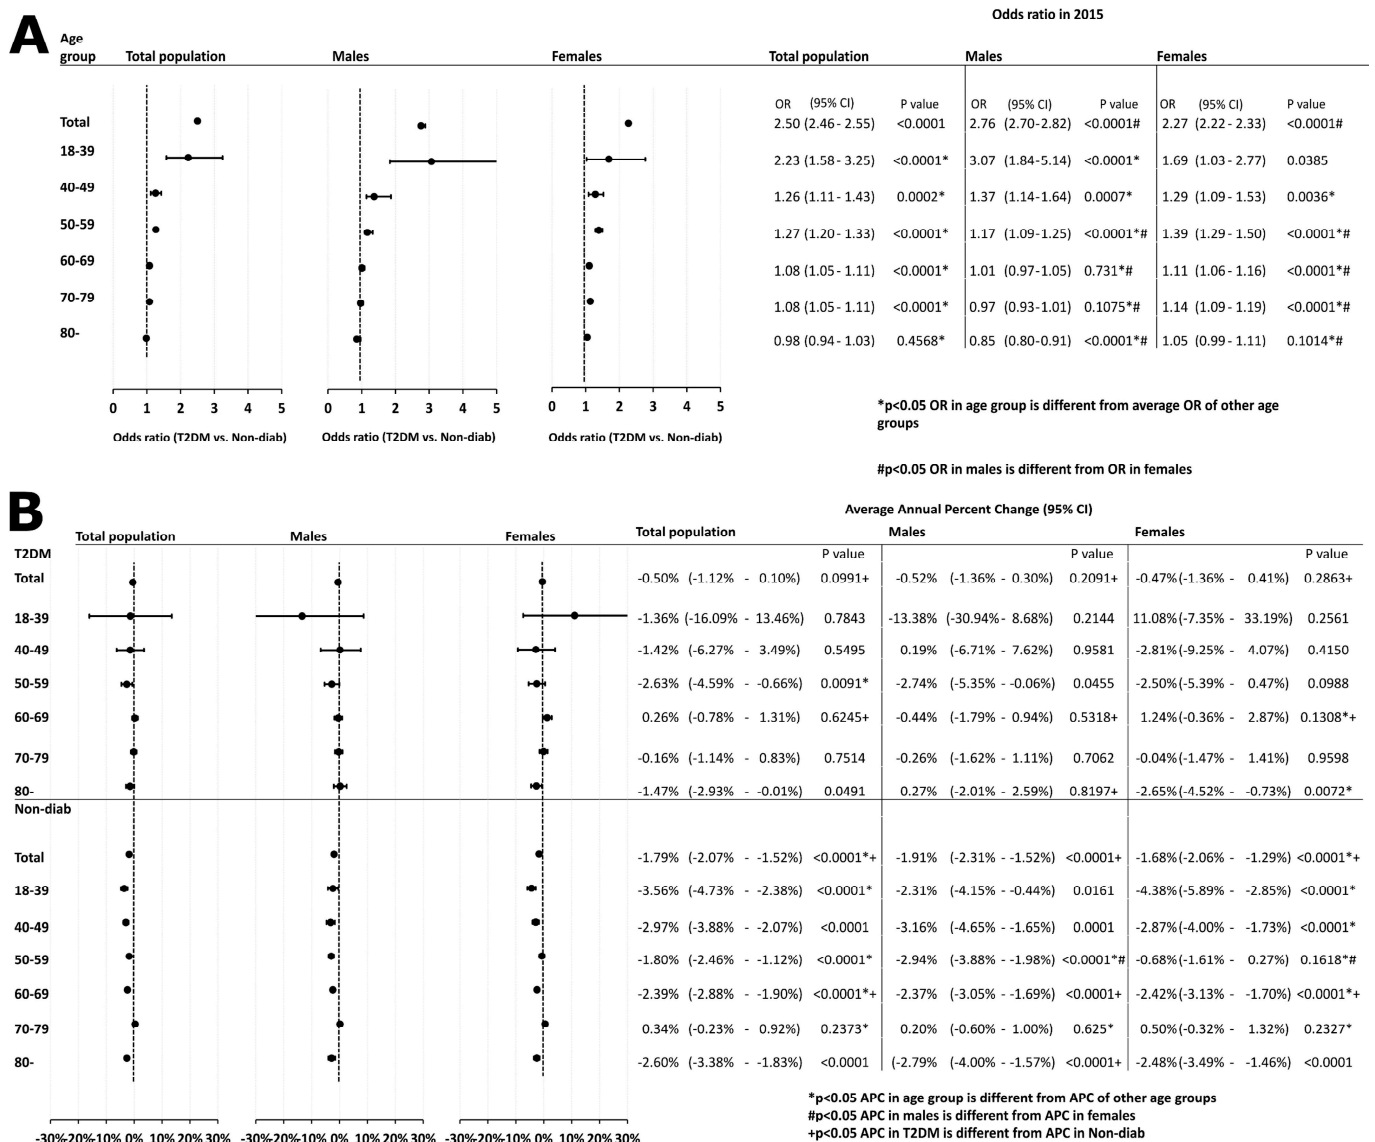 A
Odds ratio in 2015
Age group Total population Males Females Total population Males Females
OR (95% CI) P value OR (95% CI) P value OR (95% CI) P value
Total 2.50 (2.46 - 2.55) <0.0001 2.76 (2.70-2.82) <0.0001# 2.27 (2.22 - 2.33) <0.0001#
18-39 2.23 (1.58 - 3.25) <0.0001* 3.07 (1.84-5.14) <0.0001* 1.69 (1.03 - 2.77) 0.0385
40-49 1.26 (1.11 - 1.43) 0.0002* 1.37 (1.14-1.64) 0.0007* 1.29 (1.09 - 1.53) 0.0036*
50-59 1.27 (1.20 - 1.33) <0.0001* 1.17 (1.09-1.25) <0.0001*# 1.39 (1.29 - 1.50) <0.0001*#
60-69 1.08 (1.05 - 1.11) <0.0001* 1.01 (0.97-1.05) 0.731*# 1.11 (1.06 - 1.16) <0.0001*#
70-79 1.08 (1.05 - 1.11) <0.0001* 0.97 (0.93-1.01) 0.1075*# 1.14 (1.09 - 1.19) <0.0001*#
80- 0.98 (0.94 - 1.03) 0.4568* 0.85 (0.80-0.91) <0.0001*# 1.05 (0.99 - 1.11) 0.1014*#
0 1 2 3 4 5 0 1 2 3 4 5 0 1 2 3 4 5
Odds ratio (T2DM vs. Non-diab) Odds ratio (T2DM vs. Non-diab) Odds ratio (T2DM vs. Non-diab)
*p<0.05 OR in age group is different from average OR of other age
groups
#p<0.05 OR in males is different from OR in females
B
Average Annual Percent Change (95% CI)
Total population Males Females Total population Males Females
T2DM P value P value P value
Total -0.50% (-1.12% - 0.10%) 0.0991+ -0.52% (-1.36% - 0.30%) 0.2091+ -0.47%(-1.36% - 0.41%) 0.2863+
18-39 -1.36% (-16.09% - 13.46%) 0.7843 -13.38% (-30.94% - 8.68%) 0.2144 11.08%(-7.35% - 33.19%) 0.2561
40-49 -1.42% (-6.27% - 3.49%) 0.5495 0.19% (-6.71% - 7.62%) 0.9581 -2.81%(-9.25% - 4.07%) 0.4150
50-59 -2.63% (-4.59% - -0.66%) 0.0091* -2.74% (-5.35% - -0.06%) 0.0455 -2.50%(-5.39% - 0.47%) 0.0988
60-69 0.26% (-0.78% - 1.31%) 0.6245+ -0.44% (-1.79% - 0.94%) 0.5318+ 1.24%(-0.36% - 2.87%) 0.1308*+
70-79 -0.16% (-1.14% - 0.83%) 0.7514 -0.26% (-1.62% - 1.11%) 0.7062 -0.04%(-1.47% - 1.41%) 0.9598
80- -1.47% (-2.93% - -0.01%) 0.0491 0.27% (-2.01% - 2.59%) 0.8197+ -2.65%(-4.52% - -0.73%) 0.0072*
Non-diab
Total -1.79% (-2.07% - -1.52%) <0.0001*+ -1.91% (-2.31% - -1.52%) <0.0001+ -1.68%(-2.06% - -1.29%) <0.0001*+
18-39 -3.56% (-4.73% - -2.38%) <0.0001* -2.31% (-4.15% - -0.44%) 0.0161 -4.38%(-5.89% - -2.85%) <0.0001*
40-49 -2.97% (-3.88% - -2.07%) <0.0001 -3.16% (-4.65% - -1.65%) 0.0001 -2.87%(-4.00% - -1.73%) <0.0001*
50-59 -1.80% (-2.46% - -1.12%) <0.0001* -2.94% (-3.88% - -1.98%) <0.0001*# -0.68%(-1.61% - 0.27%) 0.1618*#
60-69 -2.39% (-2.88% - -1.90%) <0.0001*+ -2.37% (-3.05% - -1.69%) <0.0001+ -2.42%(-3.13% - -1.70%) <0.0001*+
70-79 0.34% (-0.23% - 0.92%) 0.2373* 0.20% (-0.60% - 1.00%) 0.625* 0.50%(-0.32% - 1.32%) 0.2327*
80- -2.60% (-3.38% - -1.83%) <0.0001 (-2.79% (-4.00% - -1.57%) <0.0001+ -2.48%(-3.49% - -1.46%) <0.0001
*p<0.05 APC in age group is different from APC of other age groups
#p<0.05 APC in males is different from APC in females
+p<0.05 APC in T2DM is different from APC in Non-diab
-30%-20%-10% 0% 10% 20% 30% -30%-20%-10% 0% 10% 20% 30% -30%-20%-10% 0% 10% 20% 30%